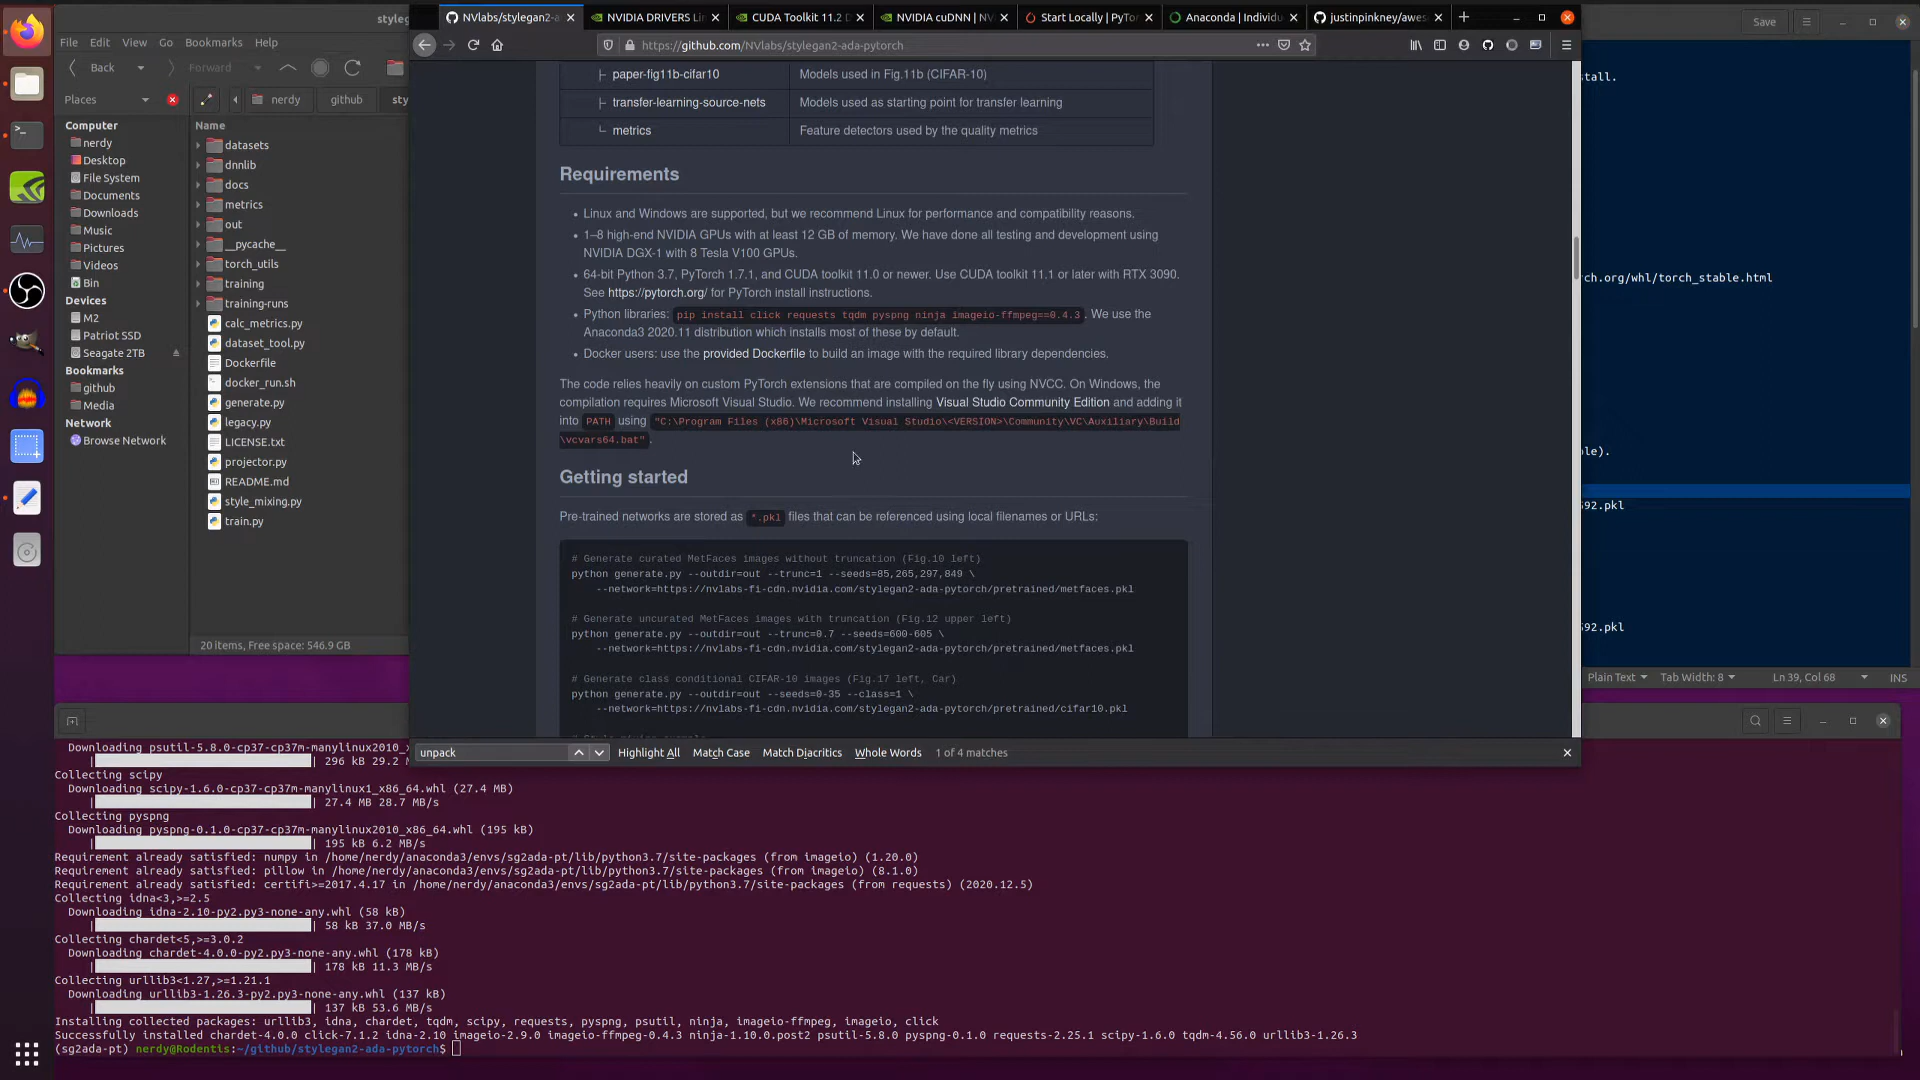 styleg
File Edit View Go Bookmarks Help
Back Forward
Places nerdy github sty
Computer
nerdy
Desktop
File System
Documents
Downloads
Music
Pictures
Videos
Bin
Devices
M2
Patriot SSD
Seagate 2TB
Bookmarks
github
Media
Network
Browse Network
Name
datasets
dnnlib
docs
metrics
out
__pycache__
torch_utils
training
training-runs
calc_metrics.py
dataset_tool.py
Dockerfile
docker_run.sh
generate.py
legacy.py
LICENSE.txt
projector.py
README.md
style_mixing.py
train.py
20 items, Free space: 546.9 GB
NVlabs/stylegan2-a NVIDIA DRIVERS Li CUDA Toolkit 11.2 D NVIDIA cuDNN | N Start Locally | PyTo Anaconda | Individu justinpinkney/awes
https://github.com/NVlabs/stylegan2-ada-pytorch
├ paper-fig11b-cifar10 Models used in Fig.11b (CIFAR-10)
├ transfer-learning-source-nets Models used as starting point for transfer learning
└ metrics Feature detectors used by the quality metrics
Requirements
• Linux and Windows are supported, but we recommend Linux for performance and compatibility reasons.
• 1–8 high-end NVIDIA GPUs with at least 12 GB of memory. We have done all testing and development using
NVIDIA DGX-1 with 8 Tesla V100 GPUs.
• 64-bit Python 3.7, PyTorch 1.7.1, and CUDA toolkit 11.0 or newer. Use CUDA toolkit 11.1 or later with RTX 3090.
See https://pytorch.org/ for PyTorch install instructions.
• Python libraries: pip install click requests tqdm pyspng ninja imageio-ffmpeg==0.4.3 . We use the
Anaconda3 2020.11 distribution which installs most of these by default.
• Docker users: use the provided Dockerfile to build an image with the required library dependencies.
The code relies heavily on custom PyTorch extensions that are compiled on the fly using NVCC. On Windows, the
compilation requires Microsoft Visual Studio. We recommend installing Visual Studio Community Edition and adding it
into PATH using "C:\Program Files (x86)\Microsoft Visual Studio\<VERSION>\Community\VC\Auxiliary\Build
\vcvars64.bat" .
Getting started
Pre-trained networks are stored as *.pkl files that can be referenced using local filenames or URLs:
# Generate curated MetFaces images without truncation (Fig.10 left)
python generate.py --outdir=out --trunc=1 --seeds=85,265,297,849 \
--network=https://nvlabs-fi-cdn.nvidia.com/stylegan2-ada-pytorch/pretrained/metfaces.pkl
# Generate uncurated MetFaces images with truncation (Fig.12 upper left)
python generate.py --outdir=out --trunc=0.7 --seeds=600-605 \
--network=https://nvlabs-fi-cdn.nvidia.com/stylegan2-ada-pytorch/pretrained/metfaces.pkl
# Generate class conditional CIFAR-10 images (Fig.17 left, Car)
python generate.py --outdir=out --seeds=0-35 --class=1 \
--network=https://nvlabs-fi-cdn.nvidia.com/stylegan2-ada-pytorch/pretrained/cifar10.pkl
unpack Highlight All Match Case Match Diacritics Whole Words 1 of 4 matches
Save
stall.
rch.org/whl/torch_stable.html
le).
592.pkl
592.pkl
Plain Text Tab Width: 8 Ln 39, Col 68 INS
Downloading psutil-5.8.0-cp37-cp37m-manylinux2010_x
| 296 kB 29.2 M
Collecting scipy
Downloading scipy-1.6.0-cp37-cp37m-manylinux1_x86_64.whl (27.4 MB)
| 27.4 MB 28.7 MB/s
Collecting pyspng
Downloading pyspng-0.1.0-cp37-cp37m-manylinux2010_x86_64.whl (195 kB)
| 195 kB 6.2 MB/s
Requirement already satisfied: numpy in /home/nerdy/anaconda3/envs/sg2ada-pt/lib/python3.7/site-packages (from imageio) (1.20.0)
Requirement already satisfied: pillow in /home/nerdy/anaconda3/envs/sg2ada-pt/lib/python3.7/site-packages (from imageio) (8.1.0)
Requirement already satisfied: certifi>=2017.4.17 in /home/nerdy/anaconda3/envs/sg2ada-pt/lib/python3.7/site-packages (from requests) (2020.12.5)
Collecting idna<3,>=2.5
Downloading idna-2.10-py2.py3-none-any.whl (58 kB)
| 58 kB 37.0 MB/s
Collecting chardet<5,>=3.0.2
Downloading chardet-4.0.0-py2.py3-none-any.whl (178 kB)
| 178 kB 11.3 MB/s
Collecting urllib3<1.27,>=1.21.1
Downloading urllib3-1.26.3-py2.py3-none-any.whl (137 kB)
| 137 kB 53.6 MB/s
Installing collected packages: urllib3, idna, chardet, tqdm, scipy, requests, pyspng, psutil, ninja, imageio-ffmpeg, imageio, click
Successfully installed chardet-4.0.0 click-7.1.2 idna-2.10 imageio-2.9.0 imageio-ffmpeg-0.4.3 ninja-1.10.0.post2 psutil-5.8.0 pyspng-0.1.0 requests-2.25.1 scipy-1.6.0 tqdm-4.56.0 urllib3-1.26.3
(sg2ada-pt) nerdy@Rodentis:~/github/stylegan2-ada-pytorch$